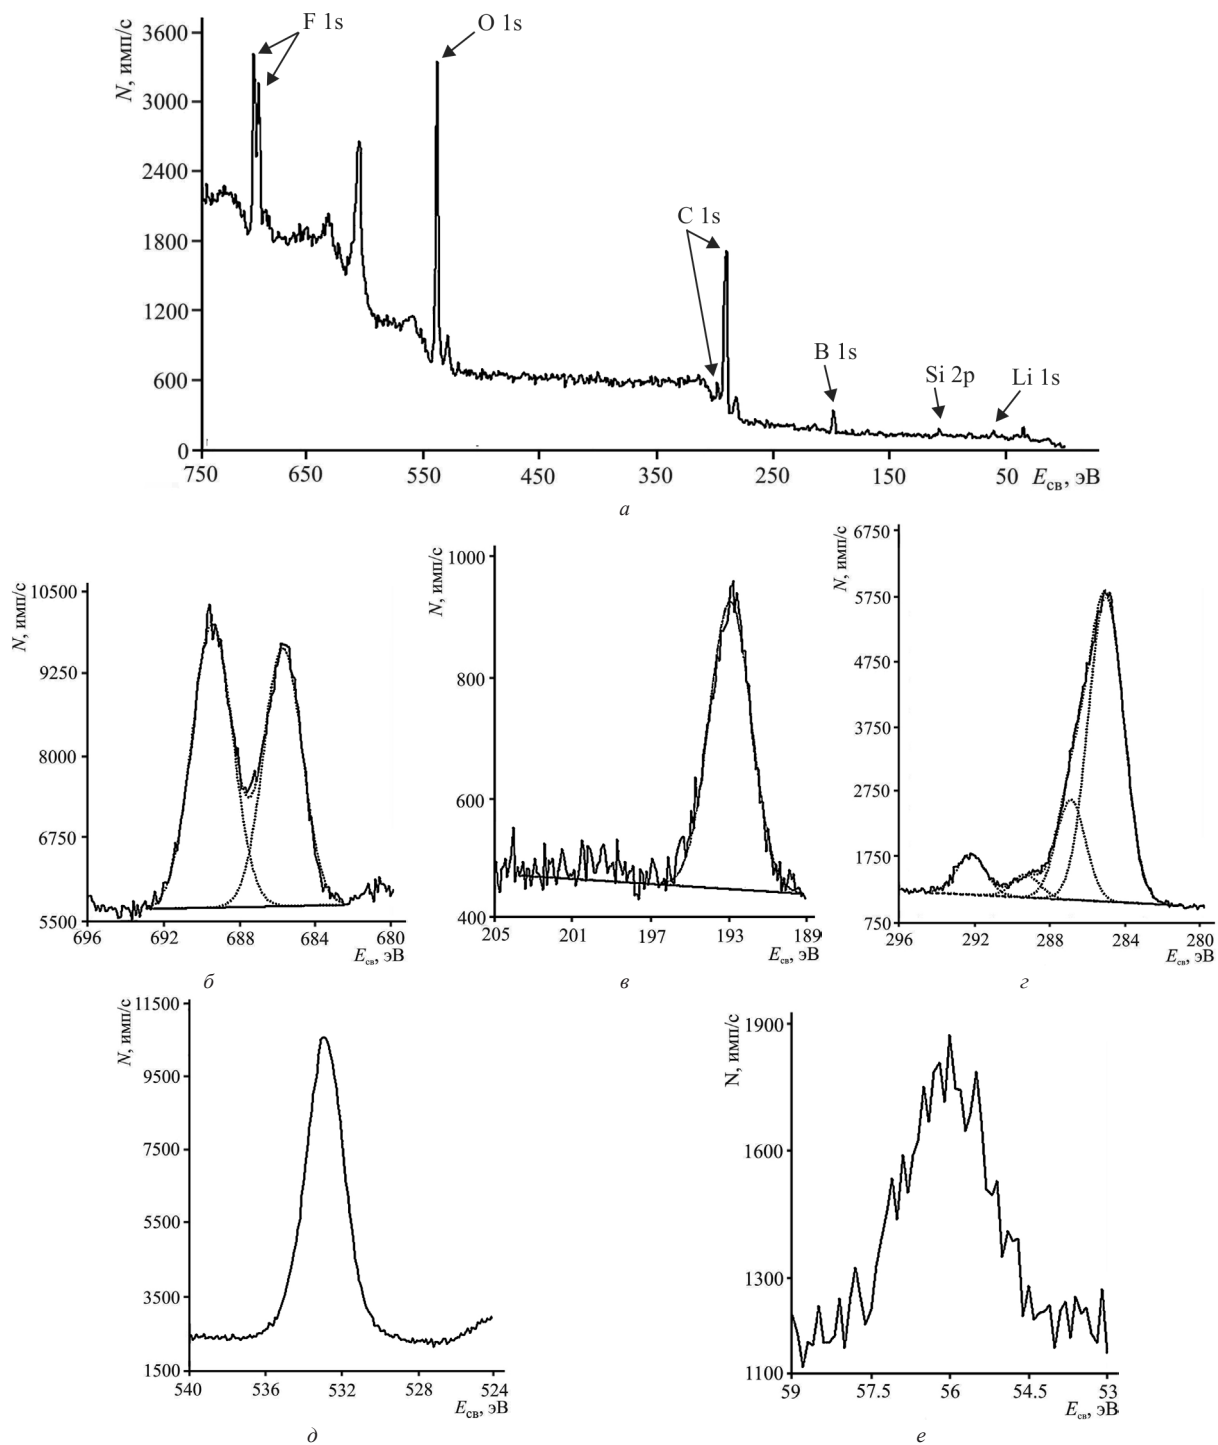 N, имп/с
3600
3000
2400
1800
1200
600
0
F 1s
O 1s
C 1s
B 1s
Si 2p
Li 1s
750 650 550 450 350 250 150 50 Eсв, эВ
а
N, имп/с
10500
9250
8000
6750
5500
696 692 688 684 680
Eсв, эВ
б
N, имп/с
1000
800
600
400
205 201 197 193 189
Eсв, эВ
в
N, имп/с
6750
5750
4750
3750
2750
1750
750
296 292 288 284 280
Eсв, эВ
г
N, имп/с
11500
9500
7500
5500
3500
1500
540 536 532 528 524
Eсв, эВ
д
N, имп/с
1900
1600
1300
1100
59 57.5 56 54.5 53
Eсв, эВ
е